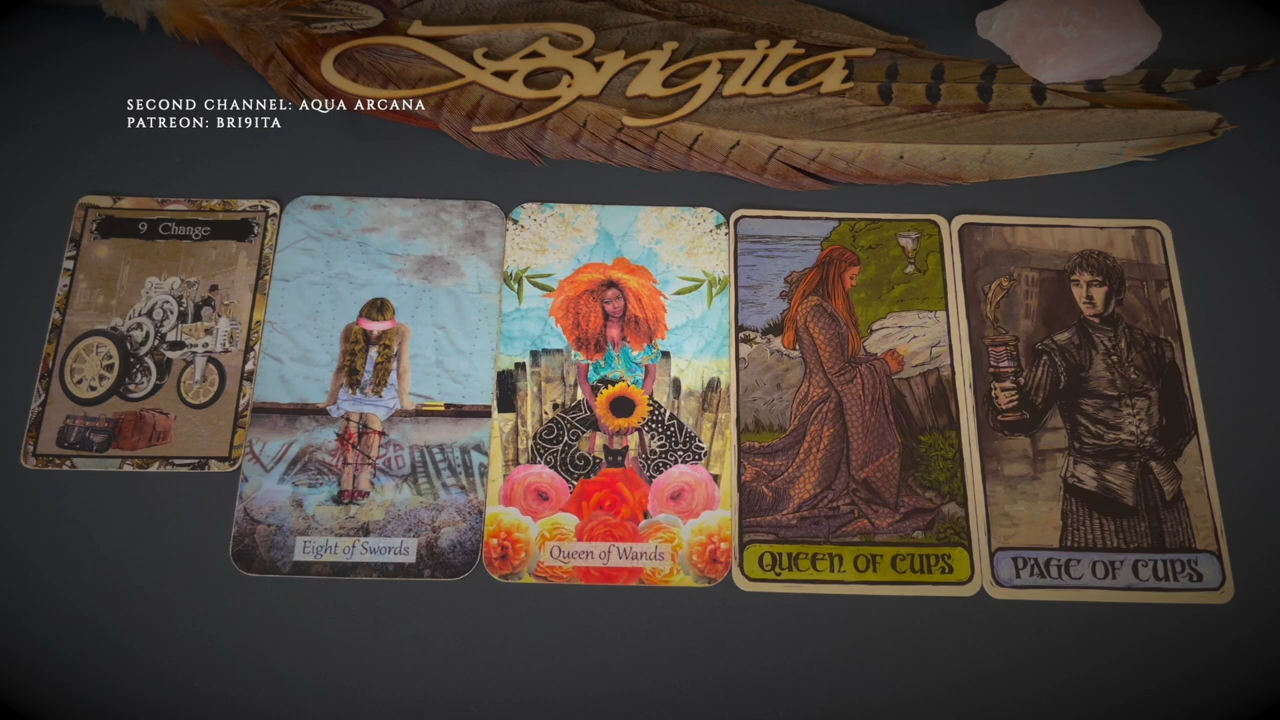 Brigita
SECOND CHANNEL: AQUA ARCANA
PATREON: BRI9ITA
9 Change
Eight of Swords
Queen of Wands
QUEEN OF CUPS
PAGE OF CUPS